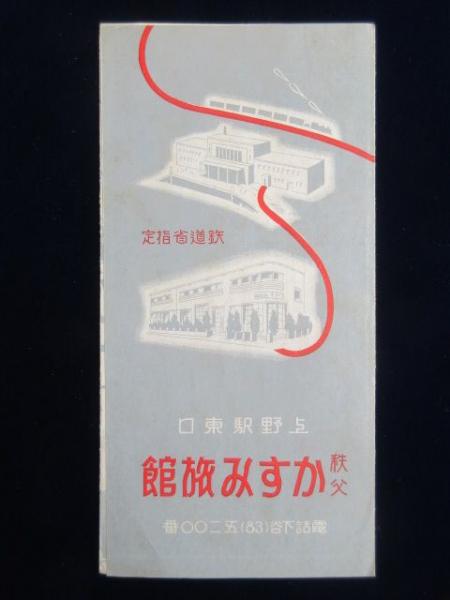 鉄道省指定
上野駅東口
秩父
かすみ旅館
電話下谷(83)五二〇〇番